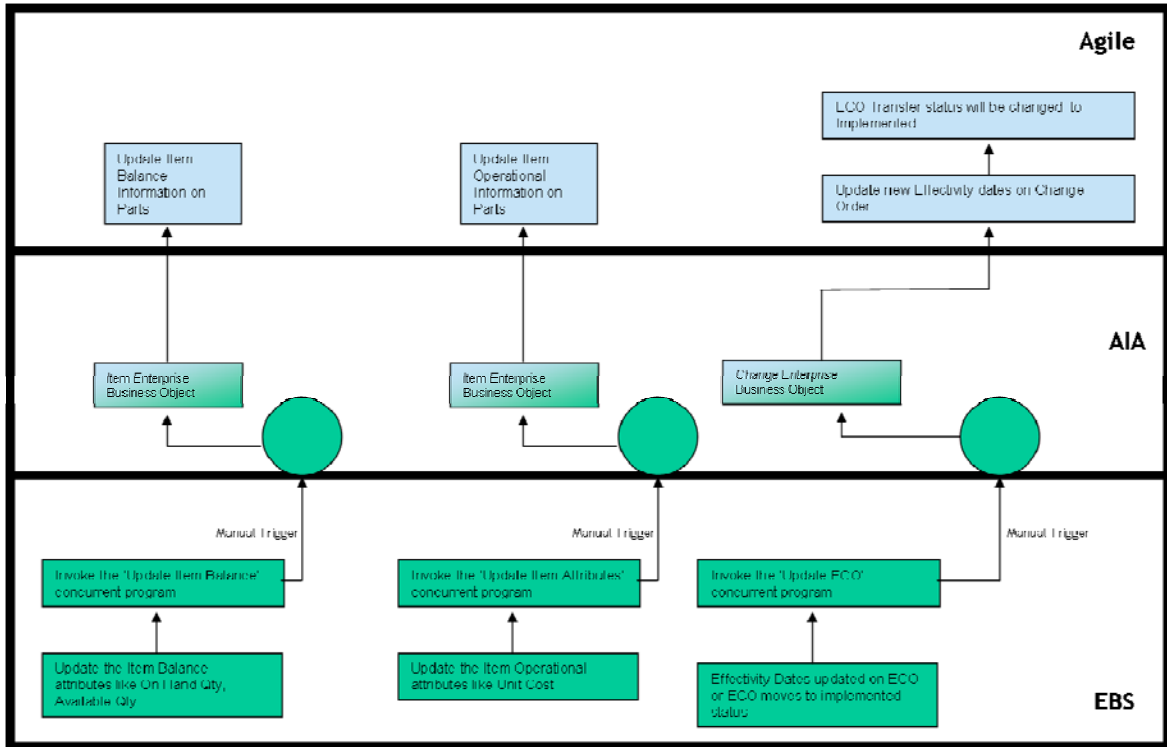 Agile
ECO Transfer status will be changed to
Implemented
Update Item
Balance
Information on
Parts
Update Item
Operational
Information on
Parts
Update new Effectivity dates on Change
Order
AIA
Item Enterprise
Business Object
Item Enterprise
Business Object
Change Enterprise
Business Object
Manual Trigger
Manual Trigger
Manual Trigger
Invoke the 'Update Item Balance'
concurrent program
Invoke the 'Update Item Attributes'
concurrent program
Invoke the 'Update ECO'
concurrent program
Update the Item Balance
attributes like On Hand Qty,
Available Qty
Update the Item Operational
attributes like Unit Cost
Effectivity Dates updated on ECO
or ECO moves to implemented
status
EBS